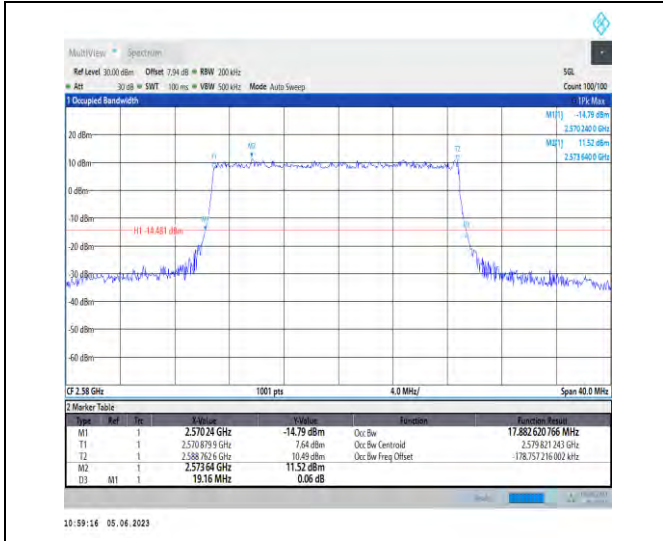 MultiView Spectrum
Ref Level 30.00 dBm Offset 7.94 dB RBW 200 kHz SGL
Att 30 dB SWT 100 ms VBW 500 kHz Mode Auto Sweep Count 100/100
1 Occupied Bandwidth 1Pk Max
M1[1] -14.79 dBm
2.570 240 0 GHz
M2[1] 11.52 dBm
2.573 640 0 GHz
20 dBm
M2
T1
T2
10 dBm
0 dBm
-10 dBm
M1
H1 -14.481 dBm
-20 dBm
-30 dBm
-40 dBm
-50 dBm
-60 dBm
CF 2.58 GHz 1001 pts 4.0 MHz/ Span 40.0 MHz
2 Marker Table
Type Ref Trc X-Value Y-Value Function Function Result
M1 1 2.570 24 GHz -14.79 dBm Occ Bw 17.882 620 766 MHz
T1 1 2.570 879 9 GHz 7.64 dBm Occ Bw Centroid 2.579 821 243 GHz
T2 1 2.588 762 6 GHz 10.49 dBm Occ Bw Freq Offset -178.757 216 002 kHz
M2 1 2.573 64 GHz 11.52 dBm
D3 M1 1 19.16 MHz 0.06 dB
10:59:16 05.06.2023